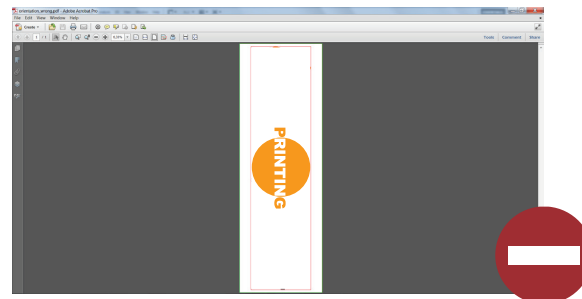 orientation_wrong.pdf - Adobe Acrobat Pro
File Edit View Window Help
Create
1 / 1
Tools Comment Share
PRINTING